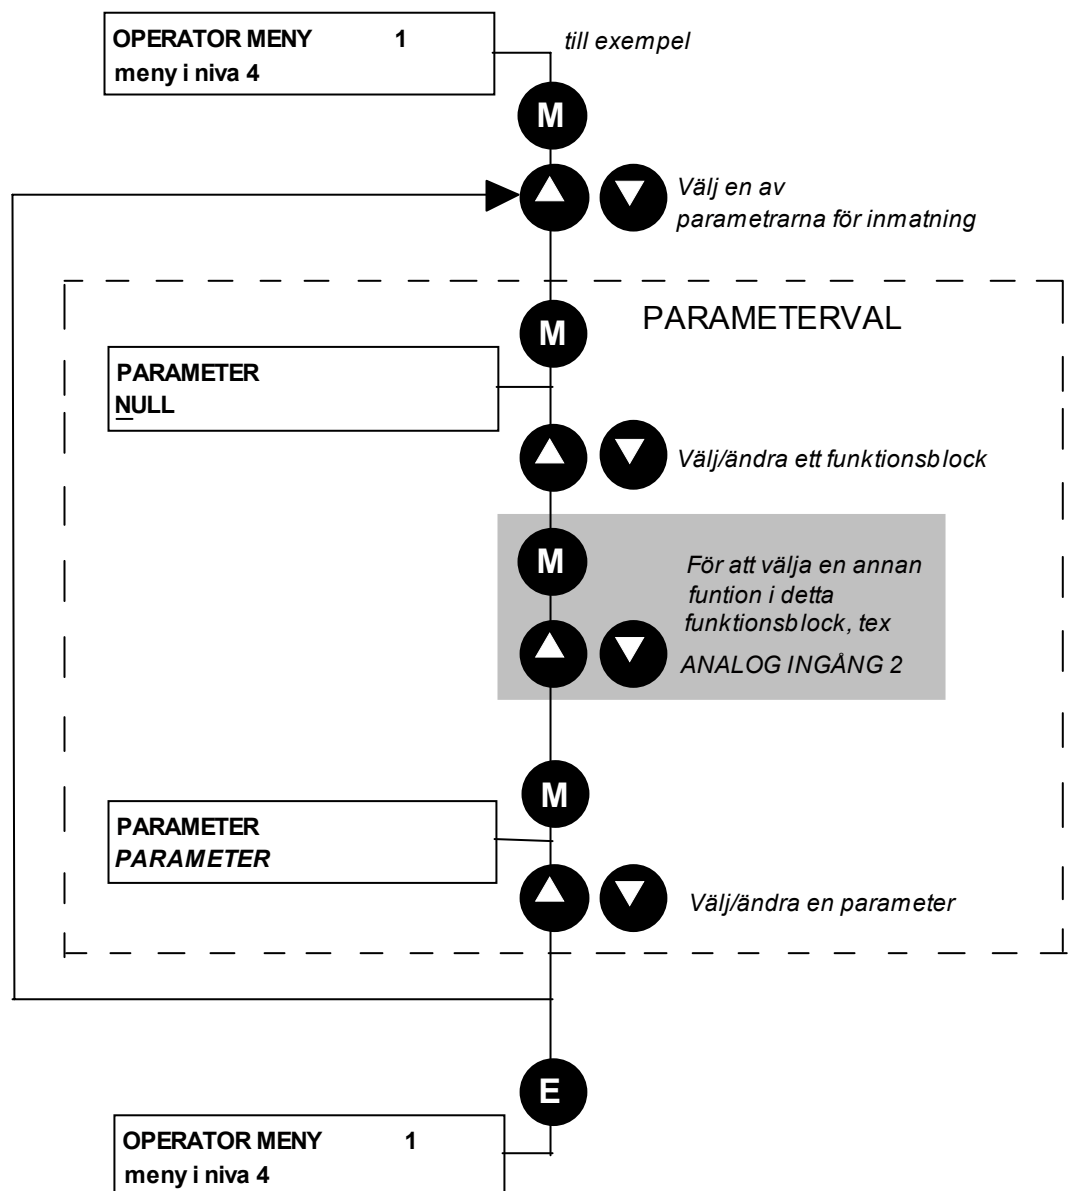 OPERATOR MENY 1
meny i niva 4
till exempel
M
Välj en av
parametrarna för inmatning
PARAMETERVAL
M
PARAMETER
NULL
Välj/ändra ett funktionsblock
M
För att välja en annan
funtion i detta
funktionsblock, tex
ANALOG INGÅNG 2
M
PARAMETER
PARAMETER
Välj/ändra en parameter
E
OPERATOR MENY 1
meny i niva 4